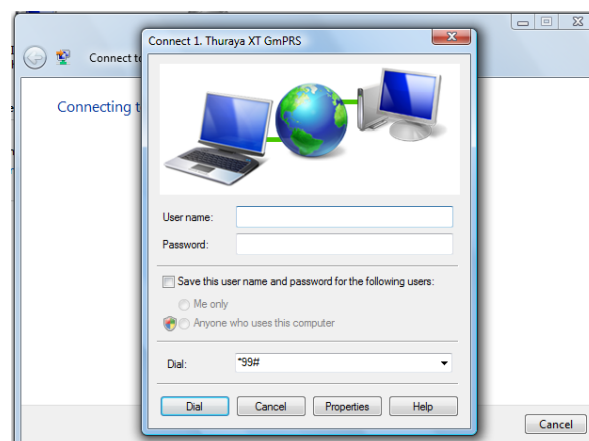 Connect 1. Thuraya XT GmPRS
Connect to
Connecting t
User name:
Password:
Save this user name and password for the following users:
Me only
Anyone who uses this computer
Dial:
*99#
Dial
Cancel
Properties
Help
Cancel